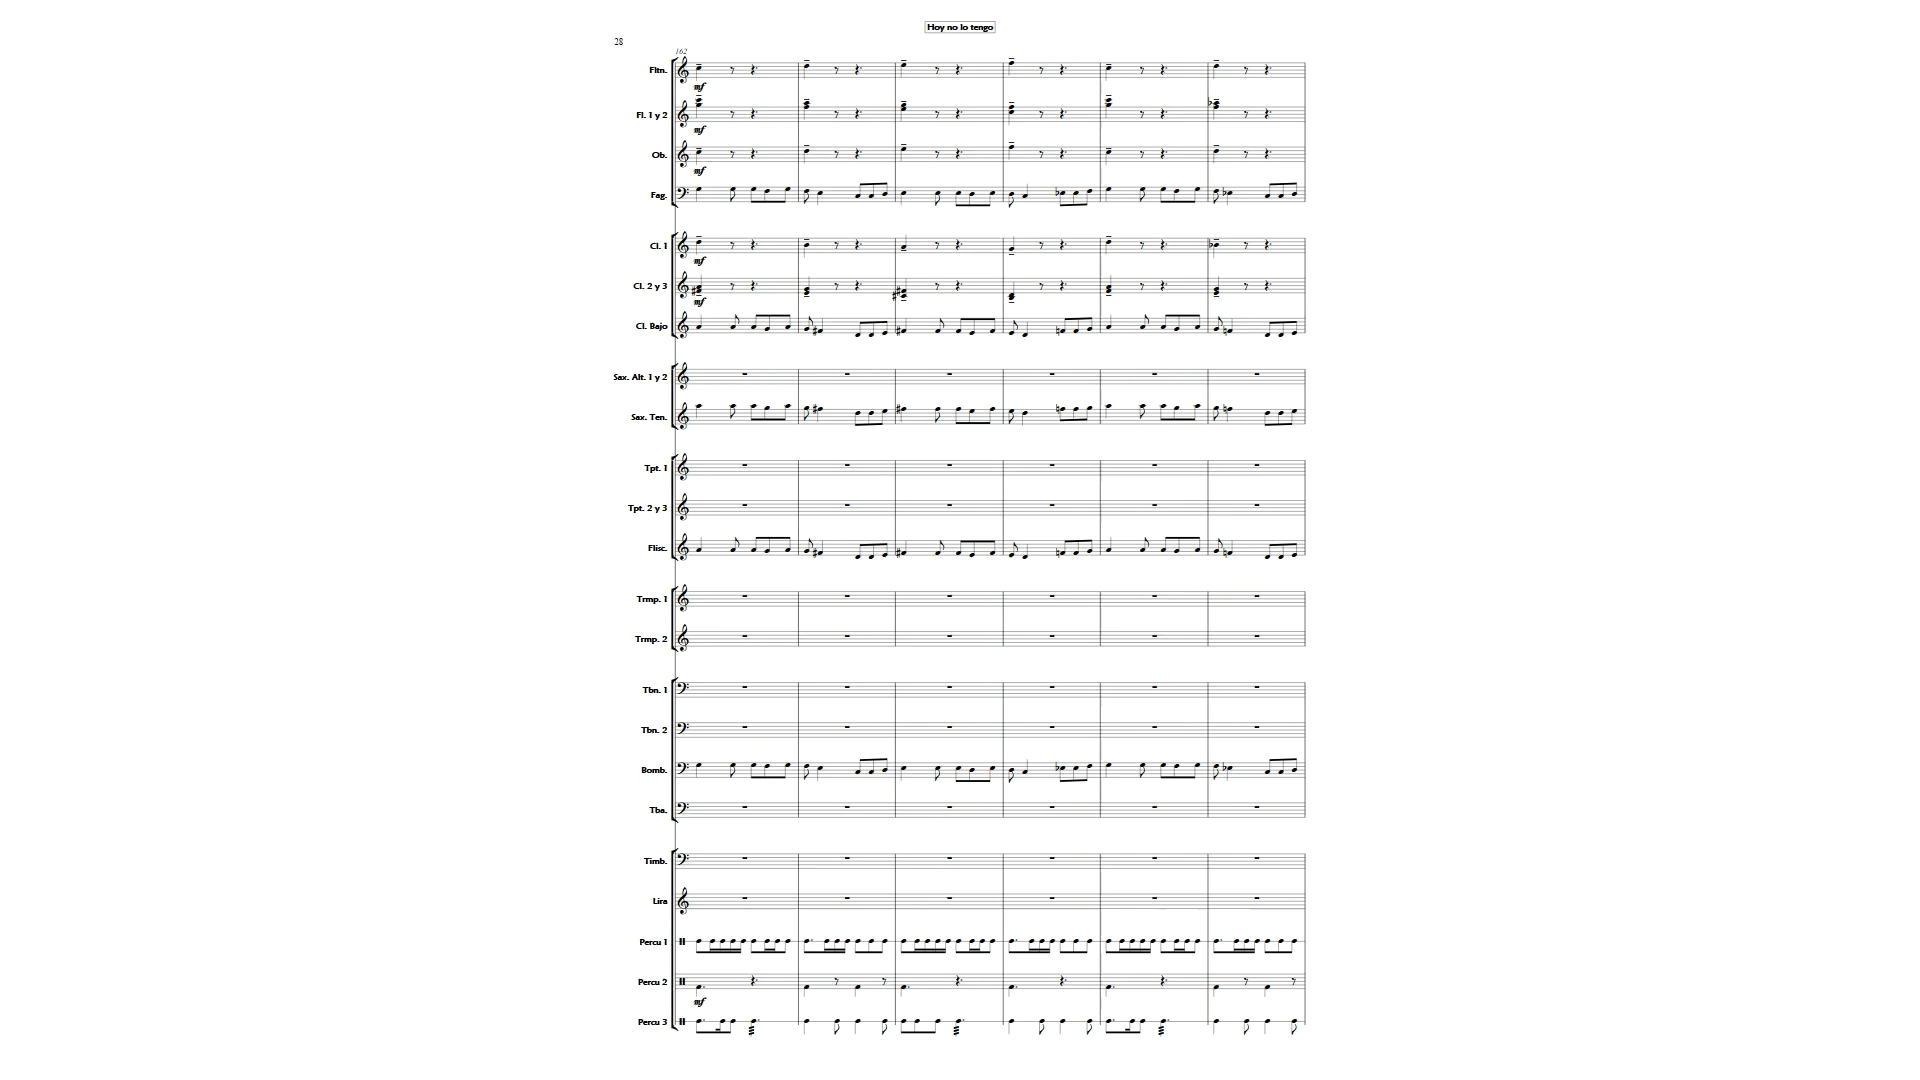 Hoy no lo tengo
28
162
Fltn.
mf
Fl. 1 y 2
mf
Ob.
mf
Fag.
Cl. 1
mf
Cl. 2 y 3
mf
Cl. Bajo
Sax. Alt. 1 y 2
Sax. Ten.
Tpt. 1
Tpt. 2 y 3
Flisc.
Trmp. 1
Trmp. 2
Tbn. 1
Tbn. 2
Bomb.
Tba.
Timb.
Lira
Percu 1
Percu 2
mf
Percu 3